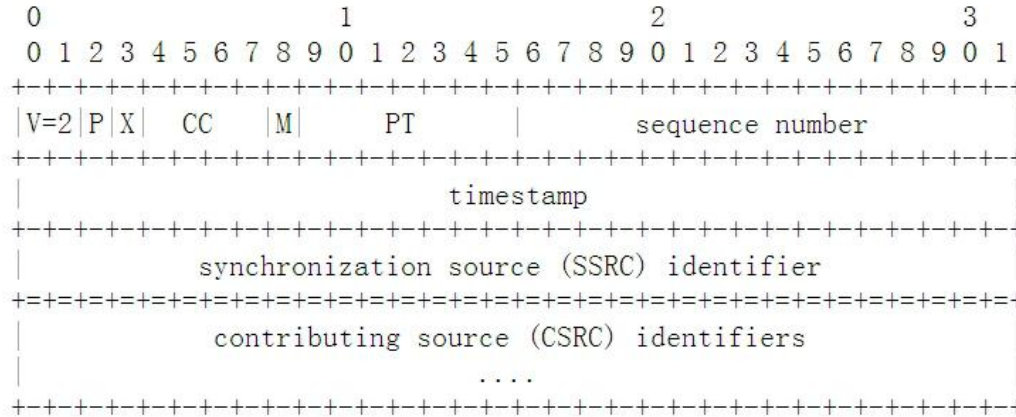 0                   1                   2                   3
0 1 2 3 4 5 6 7 8 9 0 1 2 3 4 5 6 7 8 9 0 1 2 3 4 5 6 7 8 9 0 1
+-+-+-+-+-+-+-+-+-+-+-+-+-+-+-+-+-+-+-+-+-+-+-+-+-+-+-+-+-+-+-+-
|V=2|P|X|  CC   |M|     PT      |       sequence number
+-+-+-+-+-+-+-+-+-+-+-+-+-+-+-+-+-+-+-+-+-+-+-+-+-+-+-+-+-+-+-+-
|                           timestamp
+-+-+-+-+-+-+-+-+-+-+-+-+-+-+-+-+-+-+-+-+-+-+-+-+-+-+-+-+-+-+-+-
|           synchronization source (SSRC) identifier
+=+=+=+=+=+=+=+=+=+=+=+=+=+=+=+=+=+=+=+=+=+=+=+=+=+=+=+=+=+=+=+=
|            contributing source (CSRC) identifiers
|                             ....
+-+-+-+-+-+-+-+-+-+-+-+-+-+-+-+-+-+-+-+-+-+-+-+-+-+-+-+-+-+-+-+-